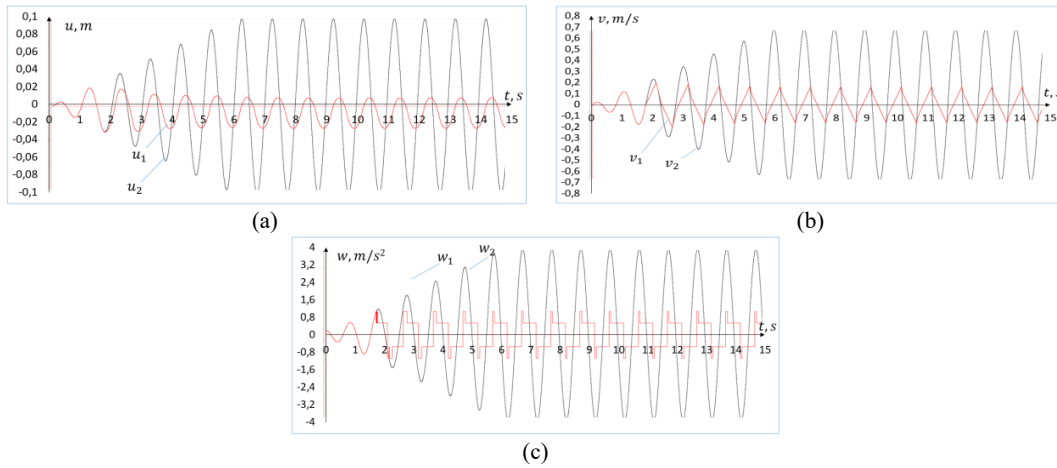 0,1
0,08
0,06
0,04
0,02
0
-0,02
-0,04
-0,06
-0,08
-0,1
u, m
t, s
0 1 2 3 4 5 6 7 8 9 10 11 12 13 14 15
u₁
u₂
(a)
0,8
0,7
0,6
0,5
0,4
0,3
0,2
0,1
0
-0,1
-0,2
-0,3
-0,4
-0,5
-0,6
-0,7
-0,8
v, m/s
t, s
0 1 2 3 4 5 6 7 8 9 10 11 12 13 14 15
v₁
v₂
(b)
4
3,2
2,4
1,6
0,8
0
-0,8
-1,6
-2,4
-3,2
-4
w, m/s²
w₁
w₂
t, s
0 1 2 3 4 5 6 7 8 9 10 11 12 13 14 15
(c)